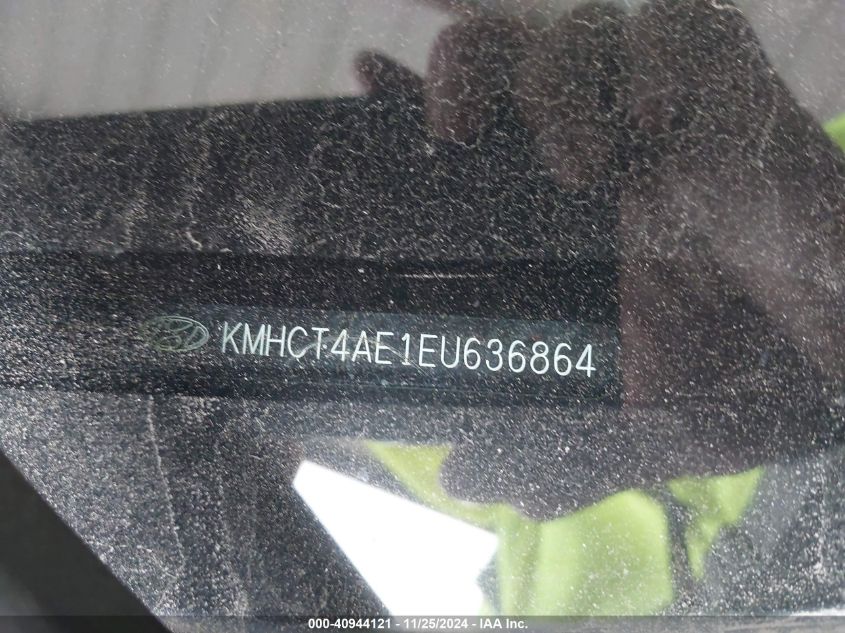 KMHCT4AE1EU636864
000-40944121 - 11/25/2024 - IAA Inc.